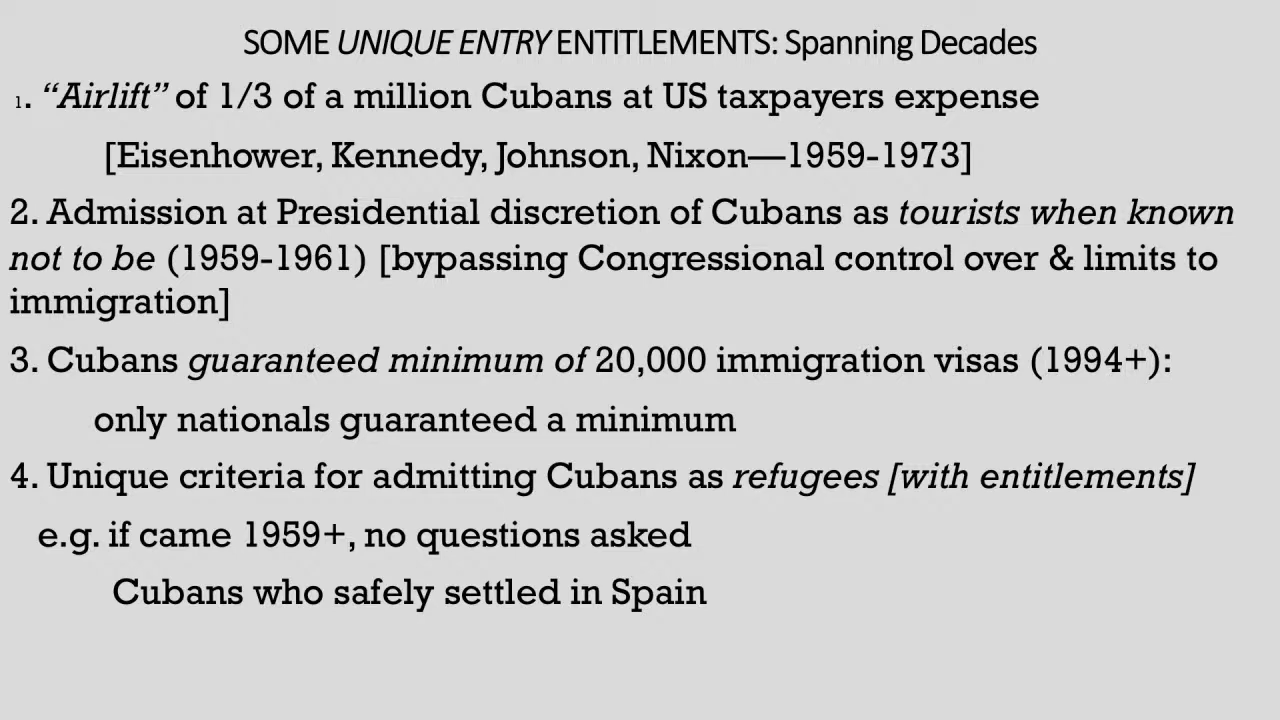 SOME UNIQUE ENTRY ENTITLEMENTS: Spanning Decades
1. “Airlift” of 1/3 of a million Cubans at US taxpayers expense
[Eisenhower, Kennedy, Johnson, Nixon—1959-1973]
2. Admission at Presidential discretion of Cubans as tourists when known
not to be (1959-1961) [bypassing Congressional control over & limits to
immigration]
3. Cubans guaranteed minimum of 20,000 immigration visas (1994+):
only nationals guaranteed a minimum
4. Unique criteria for admitting Cubans as refugees [with entitlements]
e.g. if came 1959+, no questions asked
Cubans who safely settled in Spain